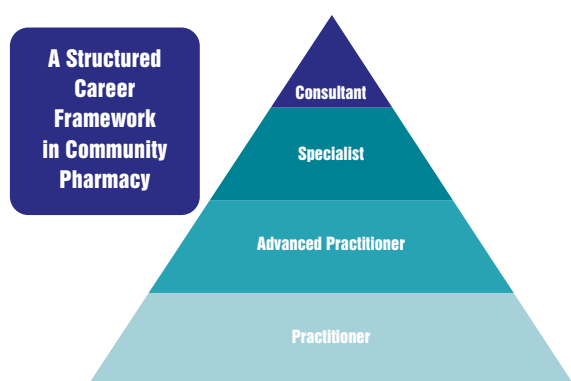 A Structured
Career
Framework
in Community
Pharmacy
Consultant
Specialist
Advanced Practitioner
Practitioner